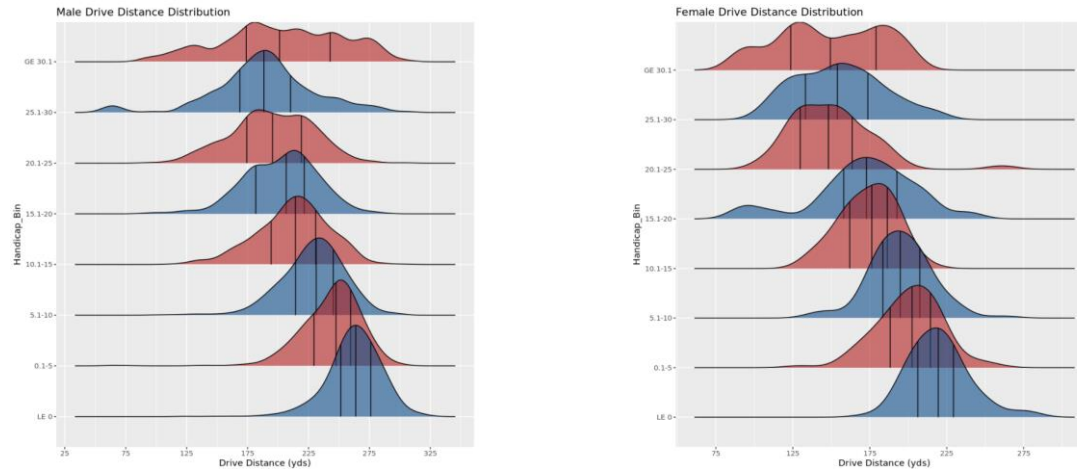 Male Drive Distance Distribution
Handicap_Bin
GE 30.1
25.1-30
20.1-25
15.1-20
10.1-15
5.1-10
0.1-5
LE 0
25 75 125 175 225 275 325
Drive Distance (yds)
Female Drive Distance Distribution
Handicap_Bin
GE 30.1
25.1-30
20.1-25
15.1-20
10.1-15
5.1-10
0.1-5
LE 0
75 125 175 225 275
Drive Distance (yds)